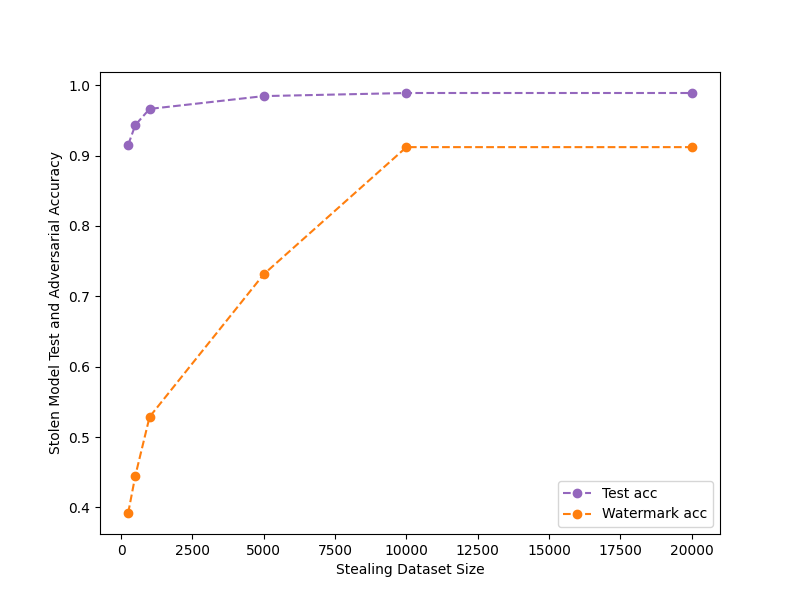 1.0
0.9
0.8
0.7
0.6
0.5
0.4
Stolen Model Test and Adversarial Accuracy
Test acc
Watermark acc
0 2500 5000 7500 10000 12500 15000 17500 20000
Stealing Dataset Size